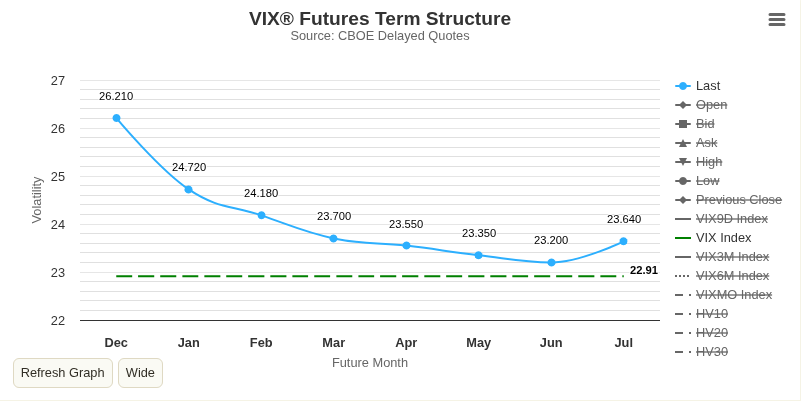 VIX® Futures Term Structure
Source: CBOE Delayed Quotes
27
26
25
24
23
22
Volatility
26.210
24.720
24.180
23.700
23.550
23.350
23.200
23.640
22.91
Dec
Jan
Feb
Mar
Apr
May
Jun
Jul
Future Month
Last
Open
Bid
Ask
High
Low
Previous Close
VIX9D Index
VIX Index
VIX3M Index
VIX6M Index
VIXMO Index
HV10
HV20
HV30
Refresh Graph
Wide